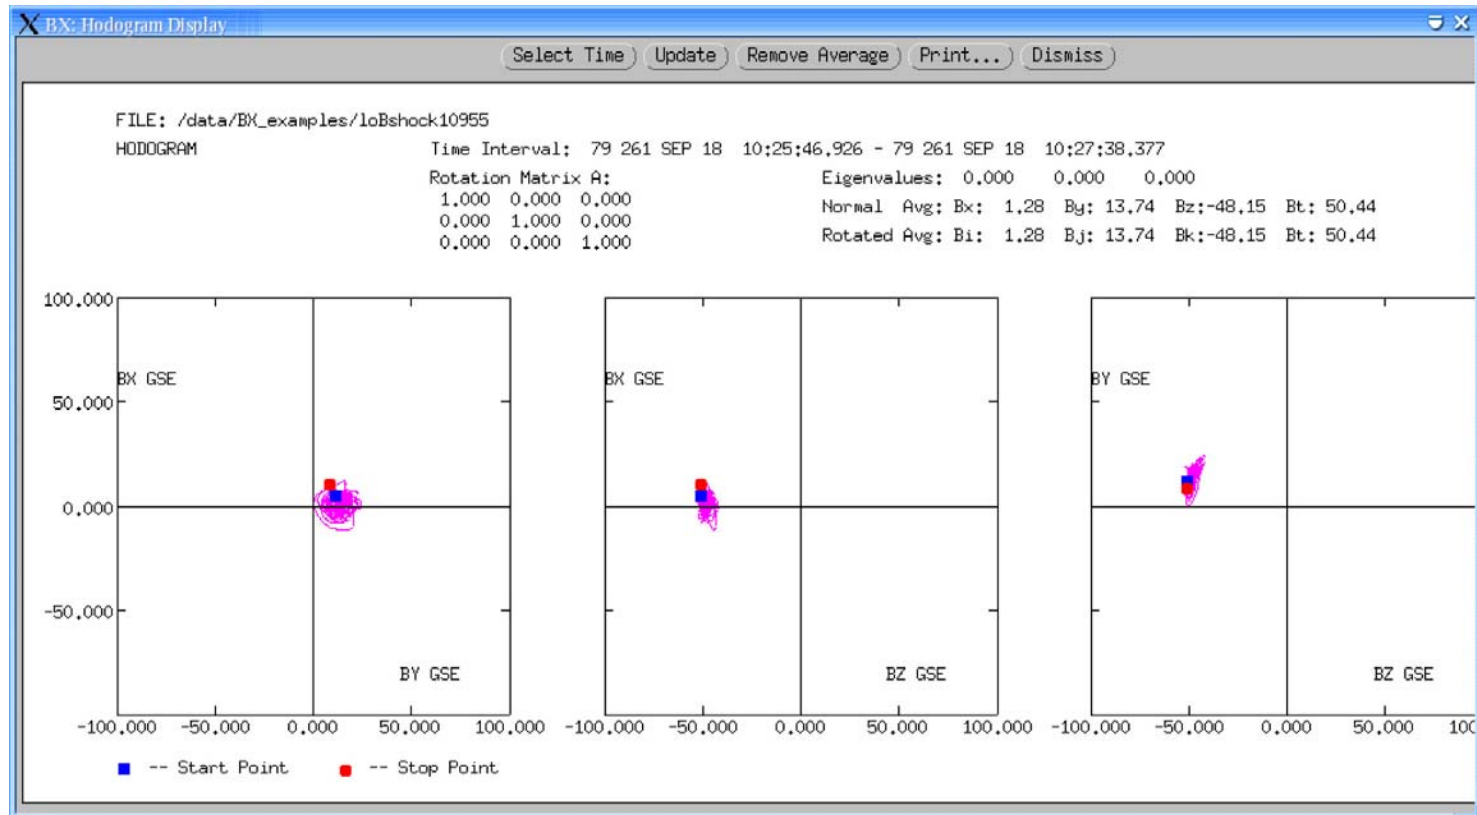 BX: Hodogram Display
Select Time Update Remove Average Print... Dismiss
FILE: /data/BX_examples/loBshock10955
HODOGRAM Time Interval: 79 261 SEP 18 10:25:46.926 - 79 261 SEP 18 10:27:38.377
Rotation Matrix A: Eigenvalues: 0.000 0.000 0.000
1.000 0.000 0.000
0.000 1.000 0.000
0.000 0.000 1.000
Normal Avg: Bx: 1.28 By: 13.74 Bz:-48.15 Bt: 50.44
Rotated Avg: Bi: 1.28 Bj: 13.74 Bk:-48.15 Bt: 50.44
100.000
BX GSE BX GSE BY GSE
50.000
0.000
-50.000
BY GSE BZ GSE BZ GSE
-100.000 -50.000 0.000 50.000 100.000 -100.000 -50.000 0.000 50.000 100.000 -100.000 -50.000 0.000 50.000
-- Start Point -- Stop Point